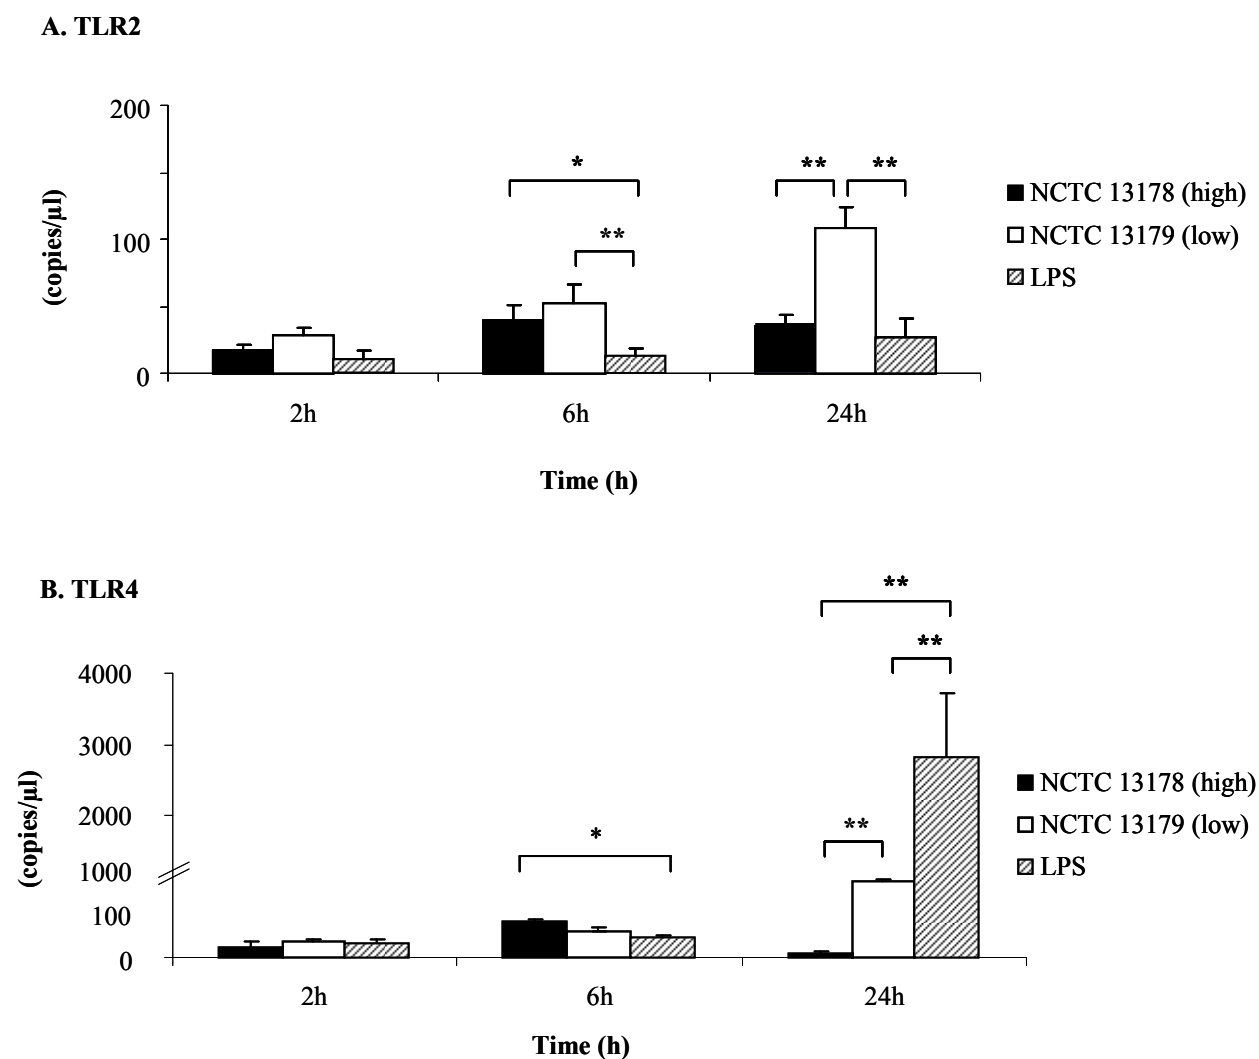 A. TLR2
200
100
0
(copies/µl)
*
**
**
**
2h
6h
24h
Time (h)
NCTC 13178 (high)
NCTC 13179 (low)
LPS
B. TLR4
4000
3000
2000
1000
100
0
(copies/µl)
*
**
**
**
2h
6h
24h
Time (h)
NCTC 13178 (high)
NCTC 13179 (low)
LPS